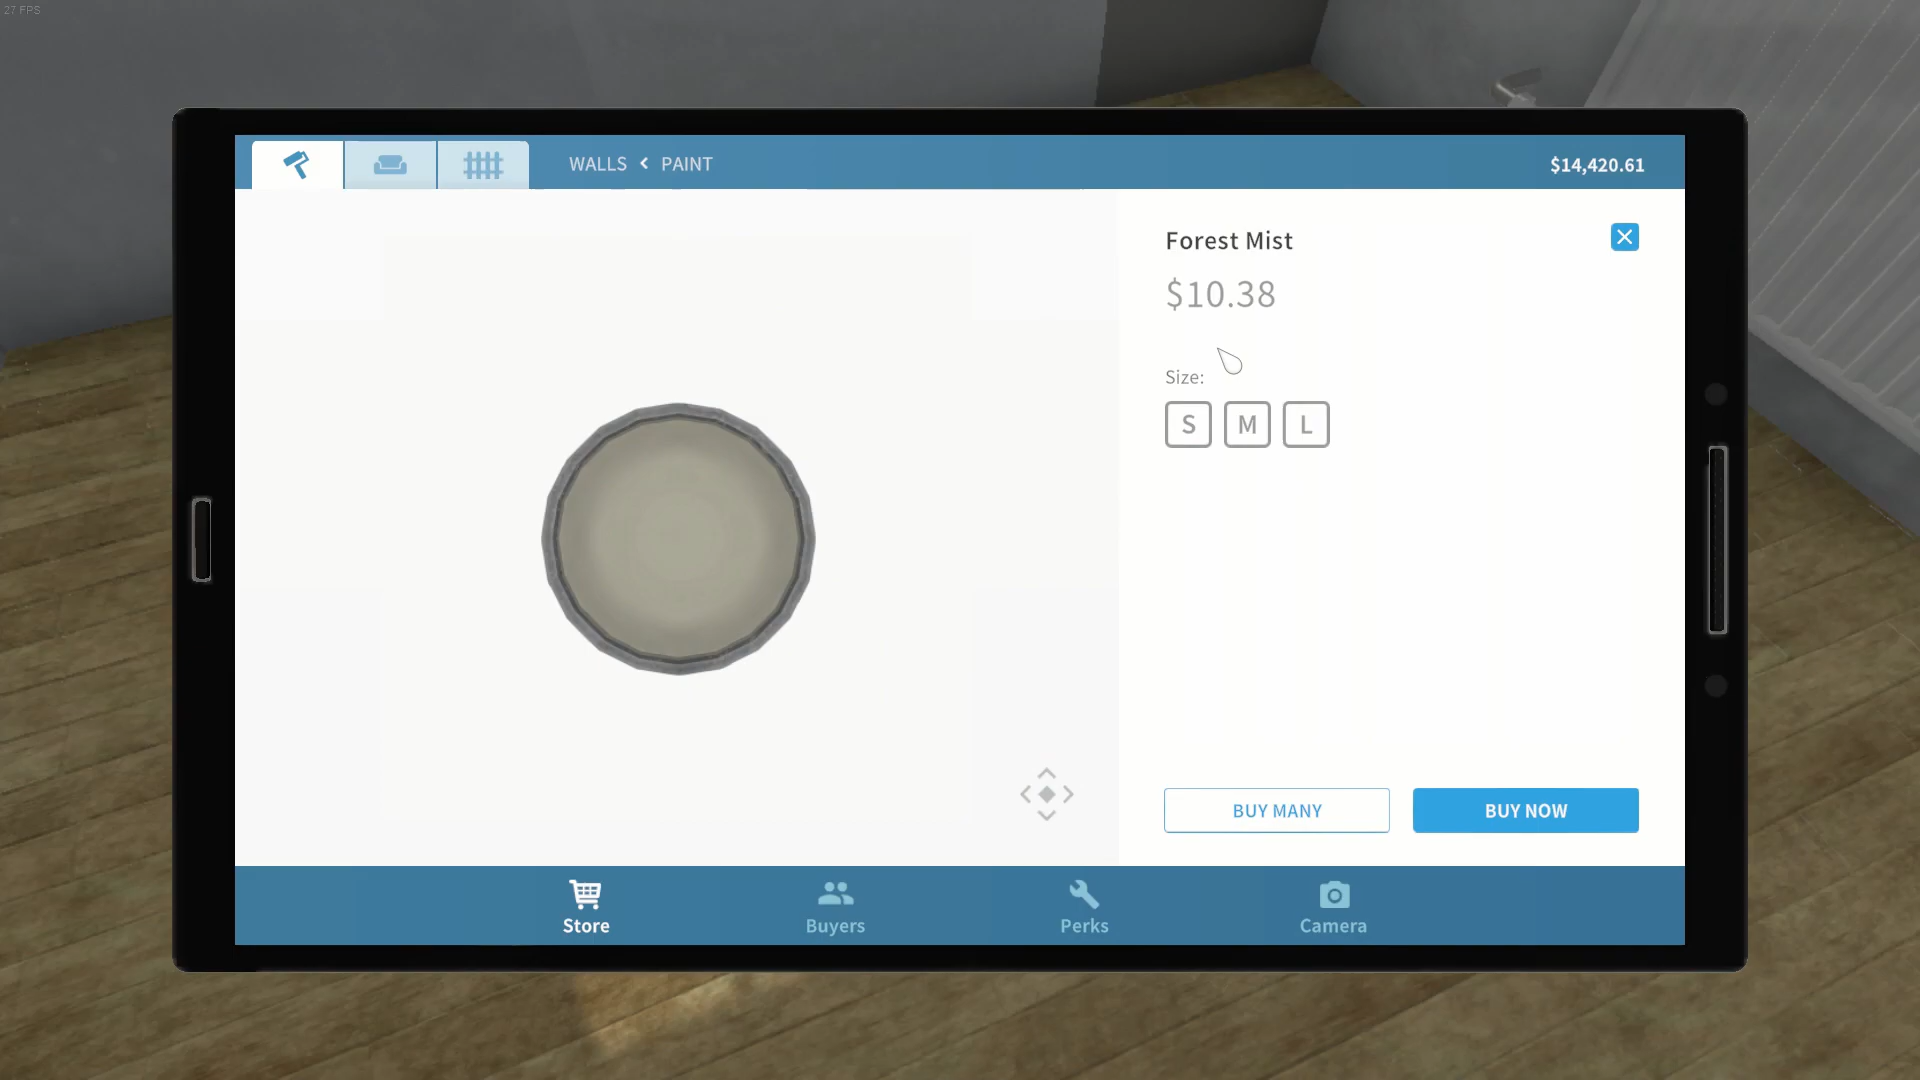 27 FPS
WALLS < PAINT
$14,420.61
Forest Mist
$10.38
Size:
S M L
BUY MANY BUY NOW
Store Buyers Perks Camera